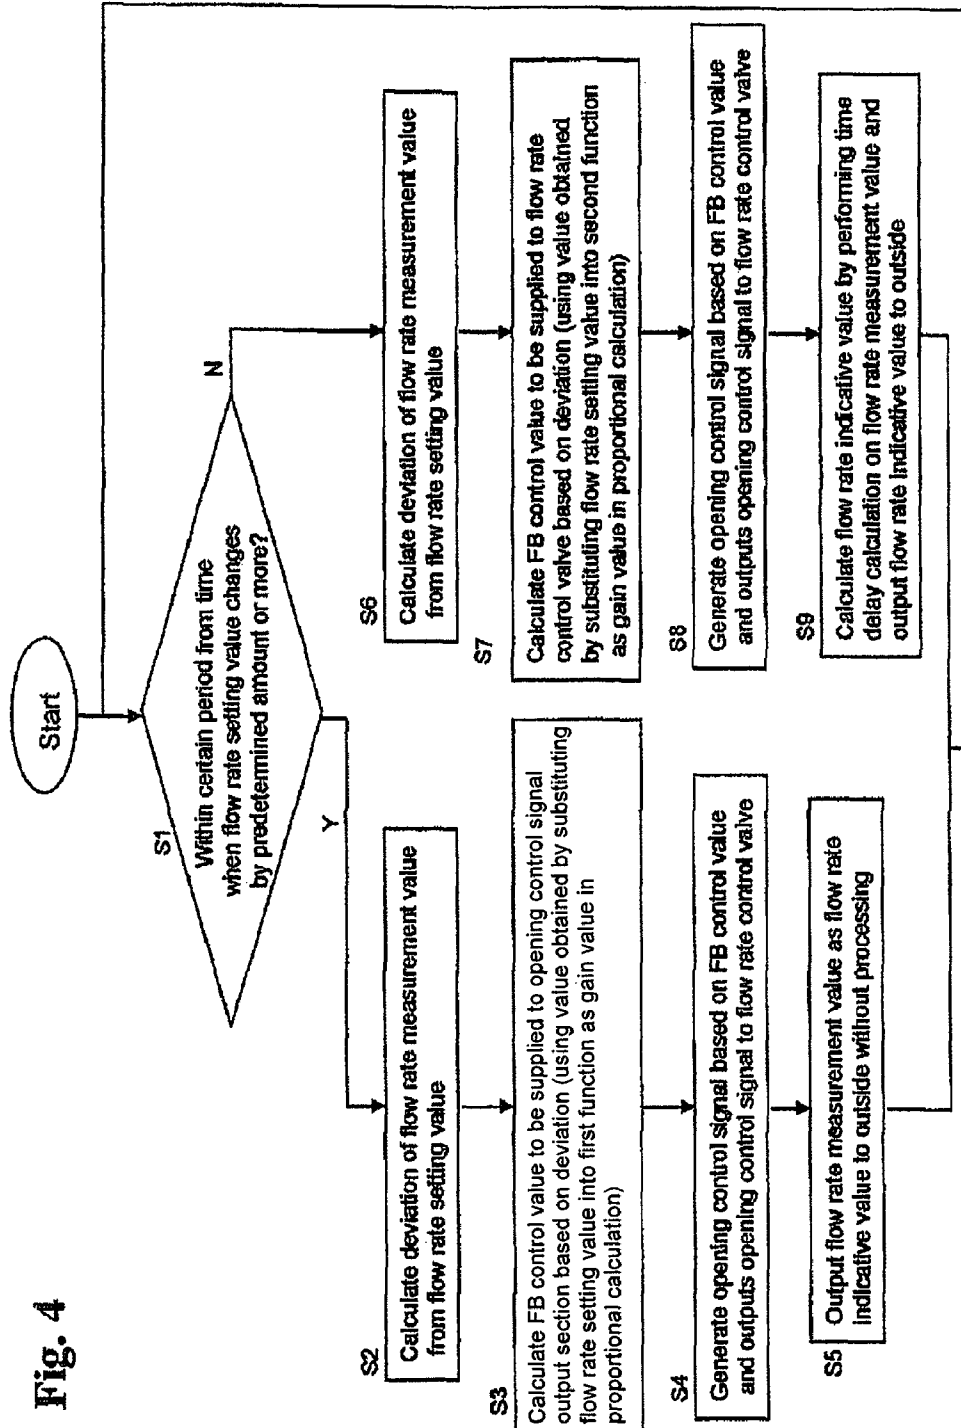 Fig. 4
Start
S1
Within certain period from time
when flow rate setting value changes
by predetermined amount or more?
Y
N
S2
Calculate deviation of flow rate measurement value
from flow rate setting value
S3
Calculate FB control value to be supplied to opening control signal
output section based on deviation (using value obtained by substituting
flow rate setting value into first function as gain value in
proportional calculation)
S4
Generate opening control signal based on FB control value
and outputs opening control signal to flow rate control valve
S5
Output flow rate measurement value as flow rate
indicative value to outside without processing
S6
Calculate deviation of flow rate measurement value
from flow rate setting value
S7
Calculate FB control value to be supplied to flow rate
control valve based on deviation (using value obtained
by substituting flow rate setting value into second function
as gain value in proportional calculation)
S8
Generate opening control signal based on FB control value
and outputs opening control signal to flow rate control valve
S9
Calculate flow rate indicative value by performing time
delay calculation on flow rate measurement value and
output flow rate indicative value to outside